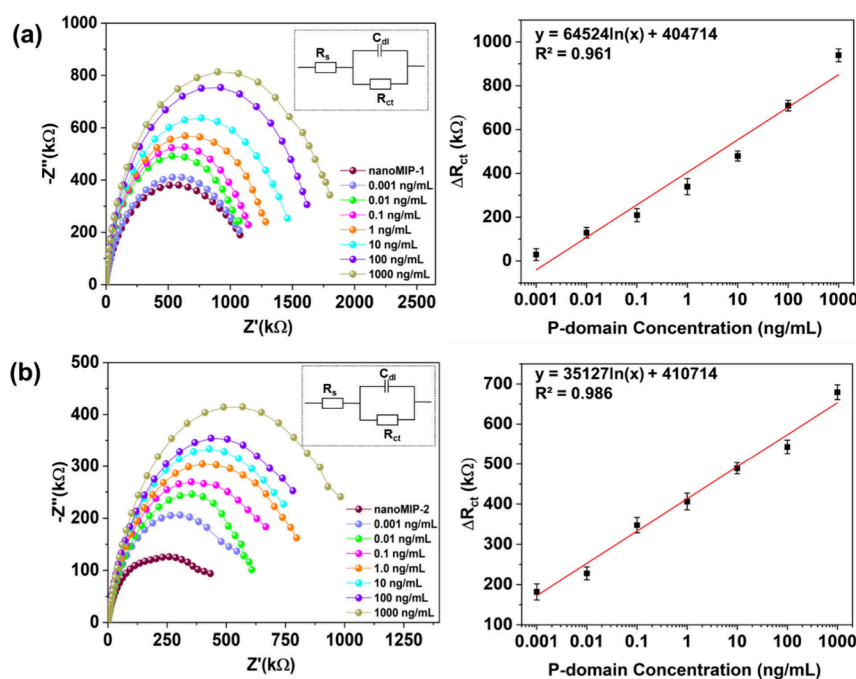 (a)
1000
800
600
400
200
0
-Z''(kΩ)
0 500 1000 1500 2000 2500
Z'(kΩ)
Rs
Cdl
Rct
nanoMIP-1
0.001 ng/mL
0.01 ng/mL
0.1 ng/mL
1 ng/mL
10 ng/mL
100 ng/mL
1000 ng/mL
y = 64524ln(x) + 404714
R² = 0.961
1000
800
600
400
200
0
ΔRct (kΩ)
0.001 0.01 0.1 1 10 100 1000
P-domain Concentration (ng/mL)
(b)
500
400
300
200
100
0
-Z''(kΩ)
0 250 500 750 1000 1250
Z'(kΩ)
Rs
Cdl
Rct
nanoMIP-2
0.001 ng/mL
0.01 ng/mL
0.1 ng/mL
1.0 ng/mL
10 ng/mL
100 ng/mL
1000 ng/mL
y = 35127ln(x) + 410714
R² = 0.986
700
600
500
400
300
200
100
ΔRct (kΩ)
0.001 0.01 0.1 1 10 100 1000
P-domain Concentration (ng/mL)